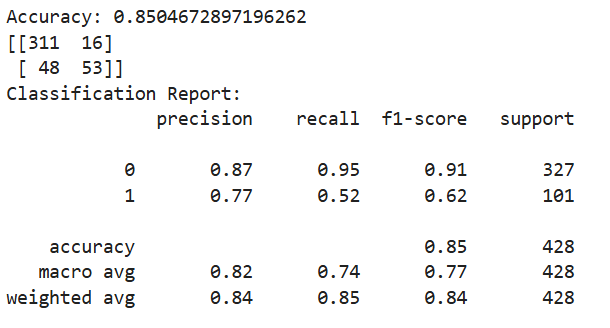 Accuracy: 0.8504672897196262
[[311  16]
 [ 48  53]]
Classification Report:
              precision    recall  f1-score   support

           0       0.87      0.95      0.91       327
           1       0.77      0.52      0.62       101

    accuracy                           0.85       428
   macro avg       0.82      0.74      0.77       428
weighted avg       0.84      0.85      0.84       428